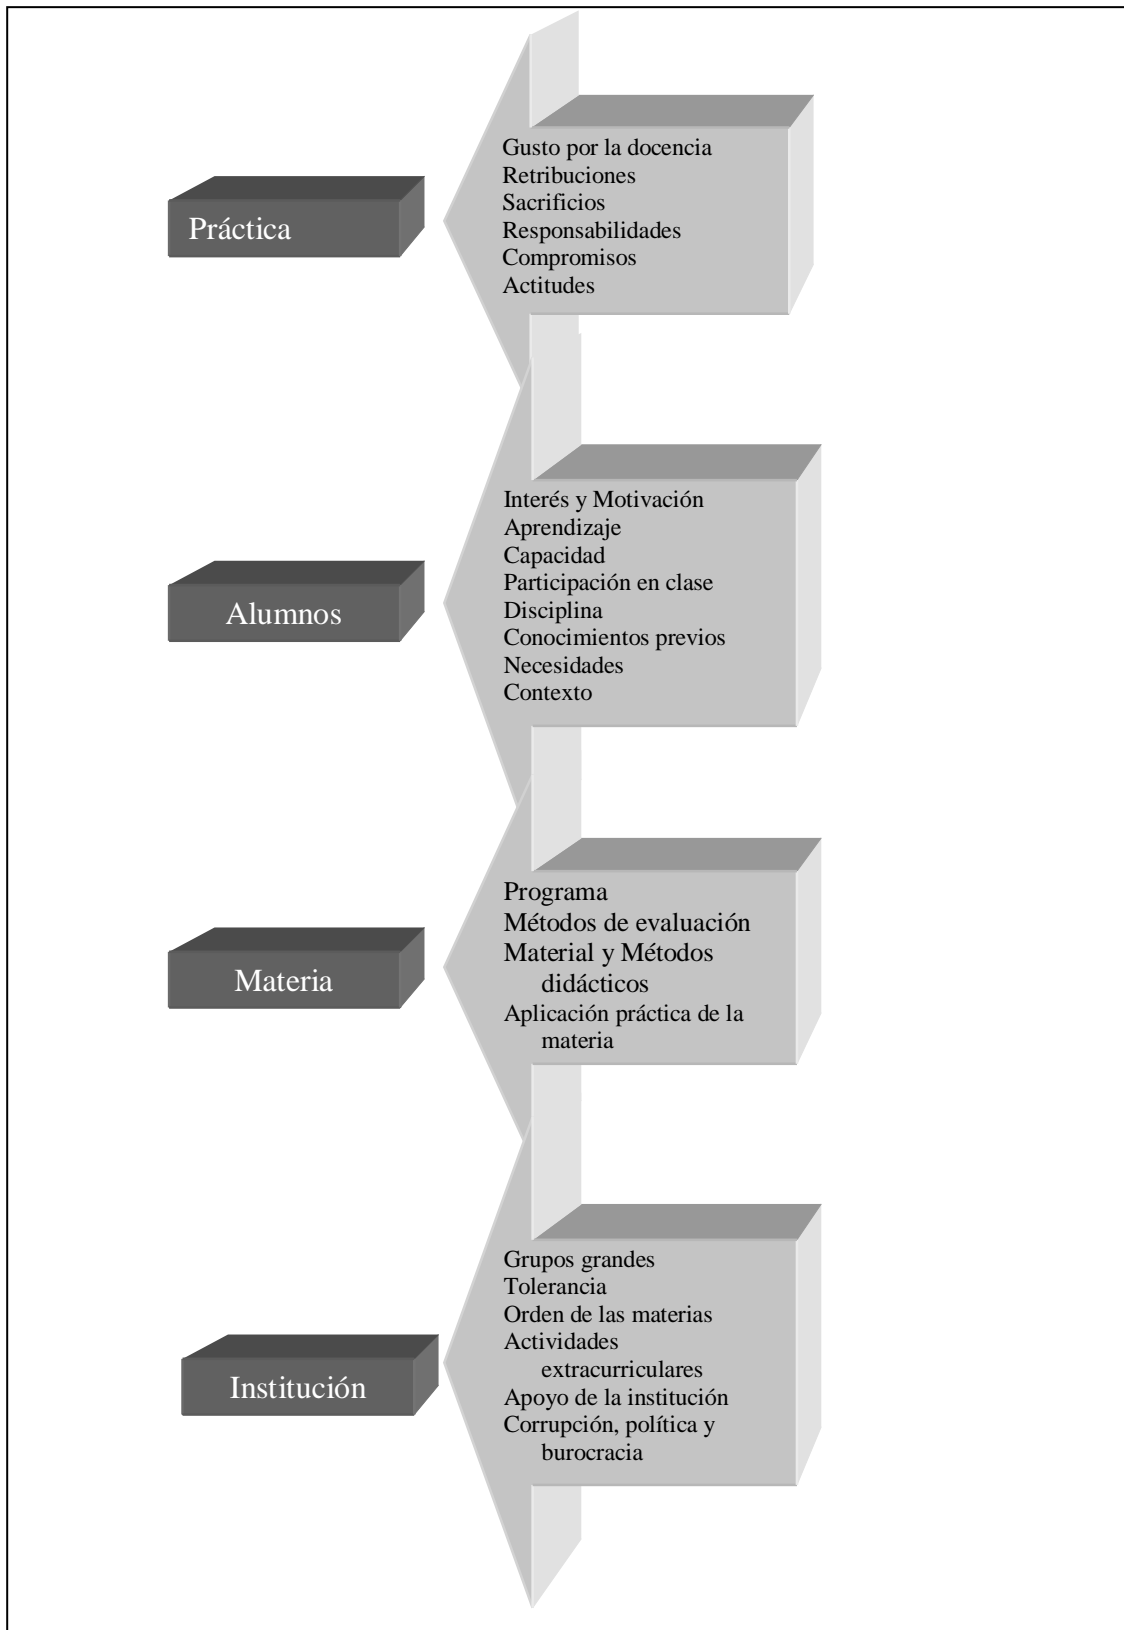 Práctica
Gusto por la docencia
Retribuciones
Sacrificios
Responsabilidades
Compromisos
Actitudes
Alumnos
Interés y Motivación
Aprendizaje
Capacidad
Participación en clase
Disciplina
Conocimientos previos
Necesidades
Contexto
Materia
Programa
Métodos de evaluación
Material y Métodos
didácticos
Aplicación práctica de la
materia
Institución
Grupos grandes
Tolerancia
Orden de las materias
Actividades
extracurriculares
Apoyo de la institución
Corrupción, política y
burocracia